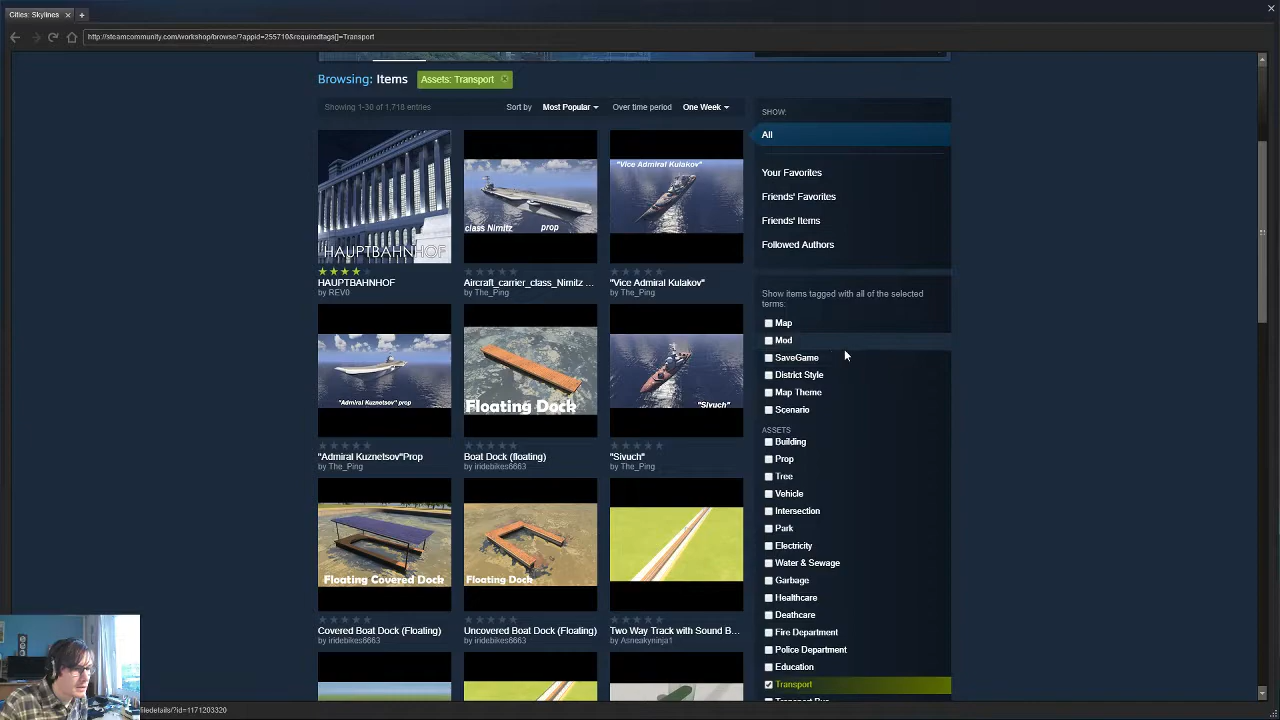 Cities: Skylines
http://steamcommunity.com/workshop/browse/?appid=255710&requiredtags[]=Transport
Browsing: Items
Assets: Transport
Showing 1-30 of 1,718 entries
Sort by
Most Popular
Over time period
One Week
HAUPTBAHNHOF
HAUPTBAHNHOF
by REV0
class Nimitz
prop
Aircraft_carrier_class_Nimitz ...
by The_Ping
"Vice Admiral Kulakov"
"Vice Admiral Kulakov"
by The_Ping
"Admiral Kuznetsov" prop
"Admiral Kuznetsov"Prop
by The_Ping
Floating Dock
Boat Dock (floating)
by iridebikes6663
"Sivuch"
"Sivuch"
by The_Ping
Floating Covered Dock
Covered Boat Dock (Floating)
by iridebikes6663
Floating Dock
Uncovered Boat Dock (Floating)
by iridebikes6663
Two Way Track with Sound B...
by Asneakyninja1
SHOW:
All
Your Favorites
Friends' Favorites
Friends' Items
Followed Authors
Show items tagged with all of the selected
terms:
Map
Mod
SaveGame
District Style
Map Theme
Scenario
ASSETS
Building
Prop
Tree
Vehicle
Intersection
Park
Electricity
Water & Sewage
Garbage
Healthcare
Deathcare
Fire Department
Police Department
Education
Transport
Transport Bus
filedetails/?id=1171203320